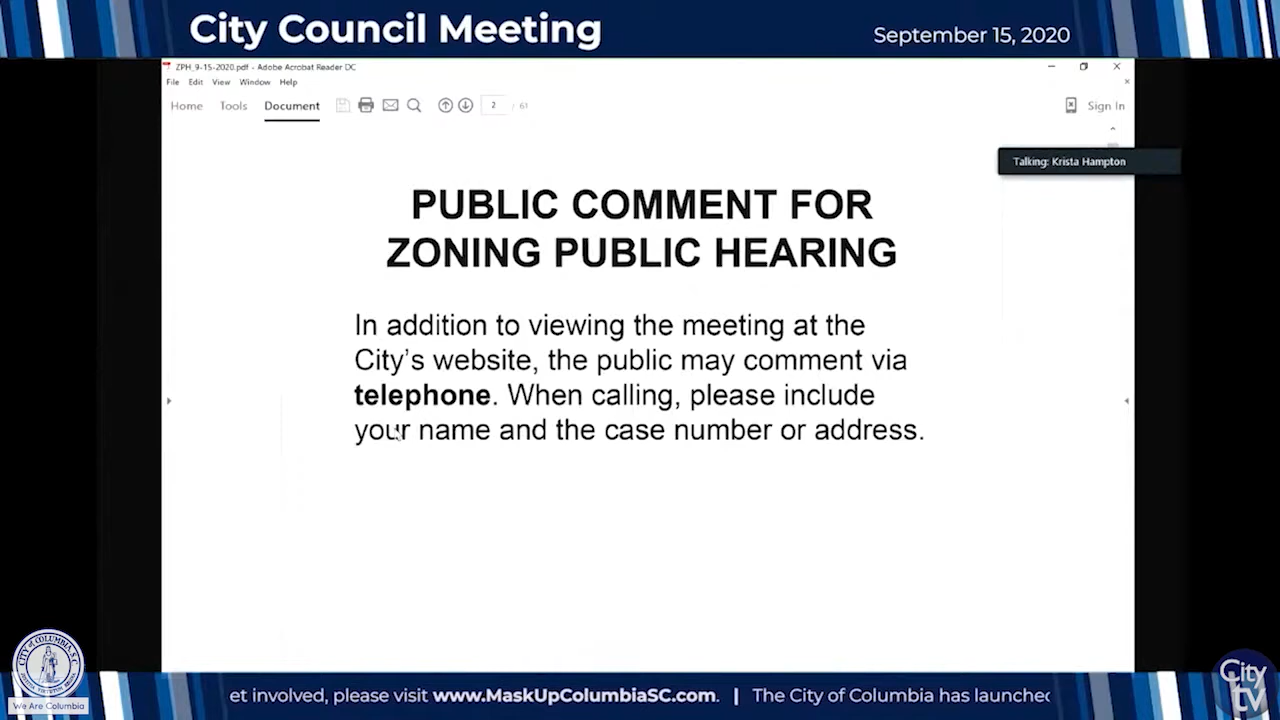 City Council Meeting
September 15, 2020
ZPH_9-15-2020.pdf - Adobe Acrobat Reader DC
File Edit View Window Help
Home Tools Document 2 / 61 Sign In
Talking: Krista Hampton
PUBLIC COMMENT FOR
ZONING PUBLIC HEARING
In addition to viewing the meeting at the
City's website, the public may comment via
telephone. When calling, please include
your name and the case number or address.
CITY OF COLUMBIA, S.C.
We Are Columbia
et involved, please visit www.MaskUpColumbiaSC.com. | The City of Columbia has launched
City
tv